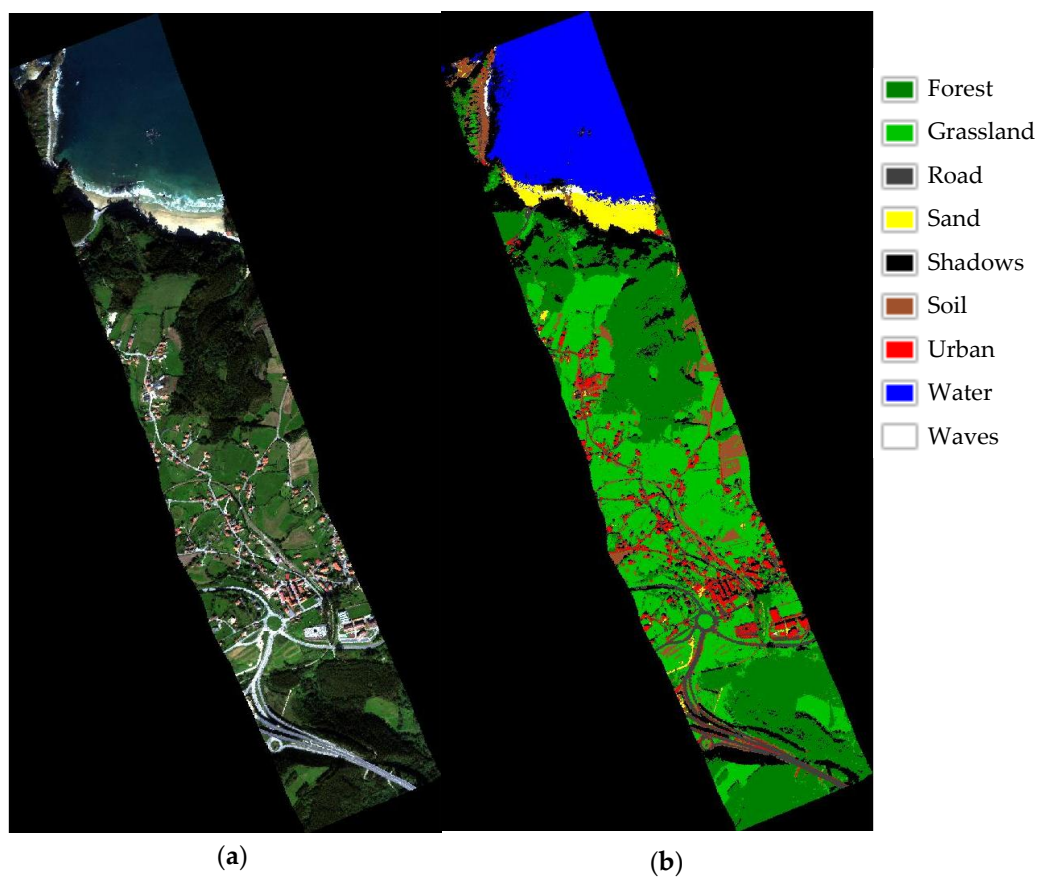 Forest
Grassland
Road
Sand
Shadows
Soil
Urban
Water
Waves
(a)
(b)